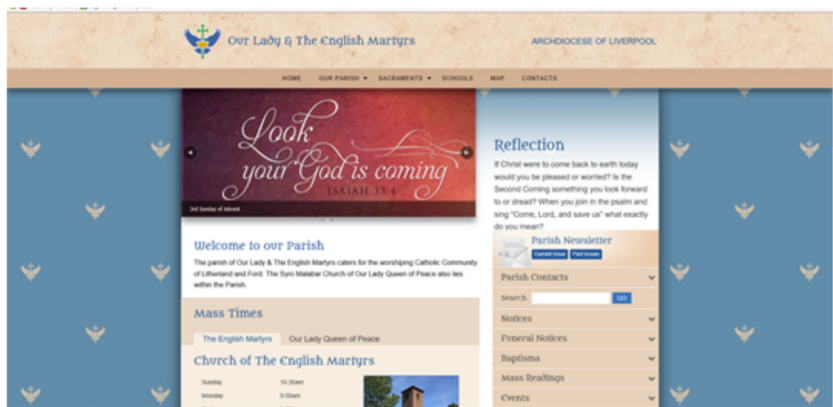 Our Lady & The English Martyrs
ARCHDIOCESE OF LIVERPOOL
HOME OUR PARISH SACRAMENTS SCHOOLS MAP CONTACTS
Look
your God is coming
ISAIAH 35:4
3rd Sunday of Advent
Reflection
If Christ were to come back to earth today
would you be pleased or worried? Is the
Second Coming something you look forward
to or dread? When you join in the psalm and
sing "Come, Lord, and save us" what exactly
do you mean?
Parish Newsletter
Current Issue Past Issues
Parish Contacts
Search GO
Notices
Funeral Notices
Baptisms
Mass Readings
Events
Welcome to our Parish
The parish of Our Lady & The English Martyrs caters for the worshiping Catholic Community
of Litherland and Ford. The Syro Malabar Church of Our Lady Queen of Peace also lies
within the Parish.
Mass Times
The English Martyrs Our Lady Queen of Peace
Church of The English Martyrs
Sunday 10.30am
Monday 9.00am